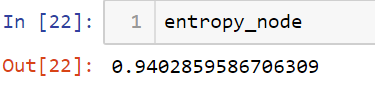 In [22]: 1 entropy_node
Out[22]: 0.9402859586706309